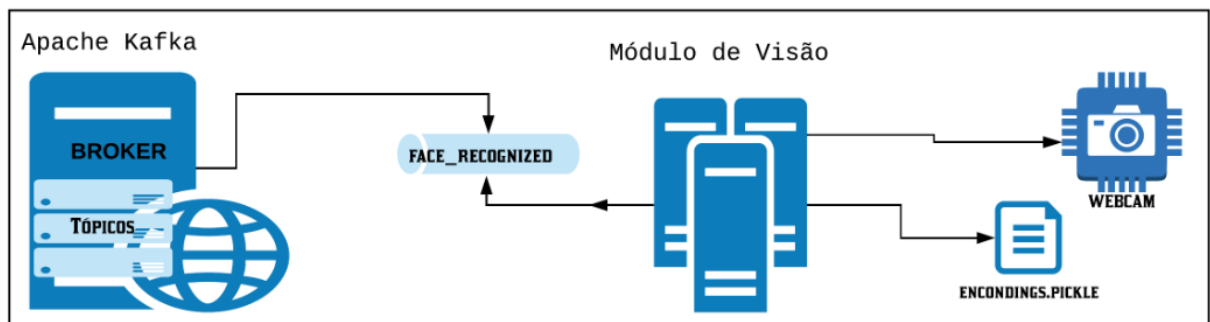 Apache Kafka
Módulo de Visão
BROKER
TÓPICOS
FACE_RECOGNIZED
WEBCAM
ENCONDINGS.PICKLE